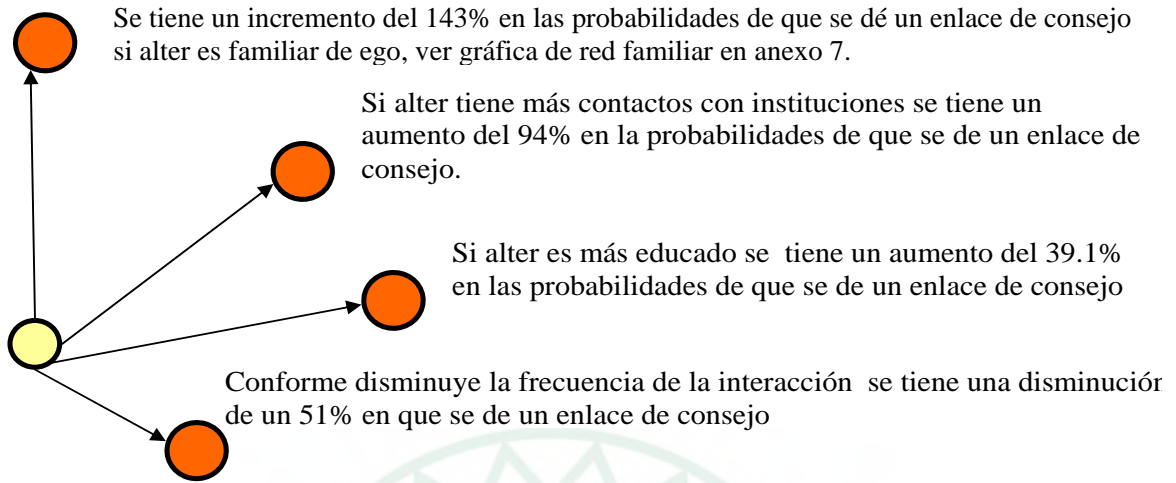 Se tiene un incremento del 143% en las probabilidades de que se dé un enlace de consejo
si alter es familiar de ego, ver gráfica de red familiar en anexo 7.
Si alter tiene más contactos con instituciones se tiene un
aumento del 94% en la probabilidades de que se de un enlace de
consejo.
Si alter es más educado se tiene un aumento del 39.1%
en las probabilidades de que se de un enlace de consejo
Conforme disminuye la frecuencia de la interacción se tiene una disminución
de un 51% en que se de un enlace de consejo